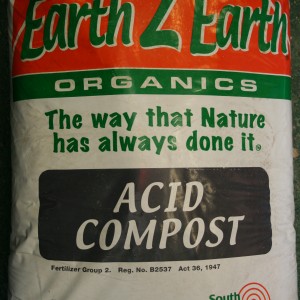 Earth 2 Earth
ORGANICS
The way that Nature
has always done it®
ACID
COMPOST
Fertilizer Group 2. Reg. No. B2537 Act 36, 1947
South